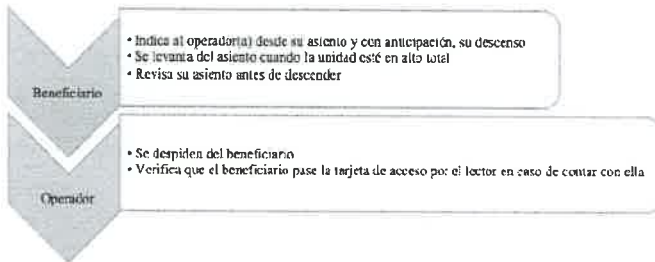 • Indica al operador(a) desde su asiento y con anticipación, su descenso
• Se levanta del asiento cuando la unidad esté en alto total
• Revisa su asiento antes de descender
Beneficiario
• Se despiden del beneficiario
• Verifica que el beneficiario pase la tarjeta de acceso por el lector en caso de contar con ella
Operador